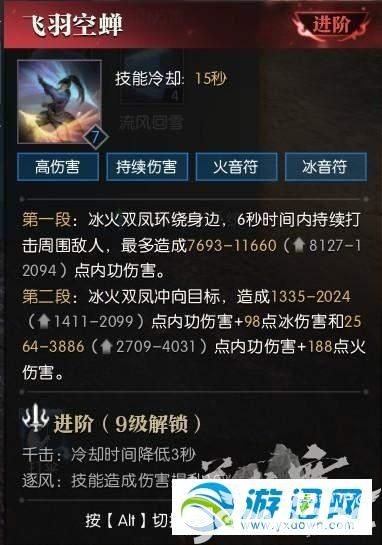 飞羽空蝉
进阶
技能冷却: 15秒
7
4
流风回雪
高伤害 持续伤害 火音符 冰音符
第一段：冰火双凤环绕身边，6秒时间内持续打
击周围敌人，最多造成7693-11660（↑8127-1
2094）点内功伤害。
第二段：冰火双凤冲向目标，造成1335-2024
（↑1411-2099）点内功伤害+98点冰伤害和25
64-3886（↑2709-4031）点内功伤害+188点火
伤害。
进阶（9级解锁）
千击：冷却时间降低3秒
逐风：技能造成伤害提升
按【Alt】切
游迅网
www.yxdown.com